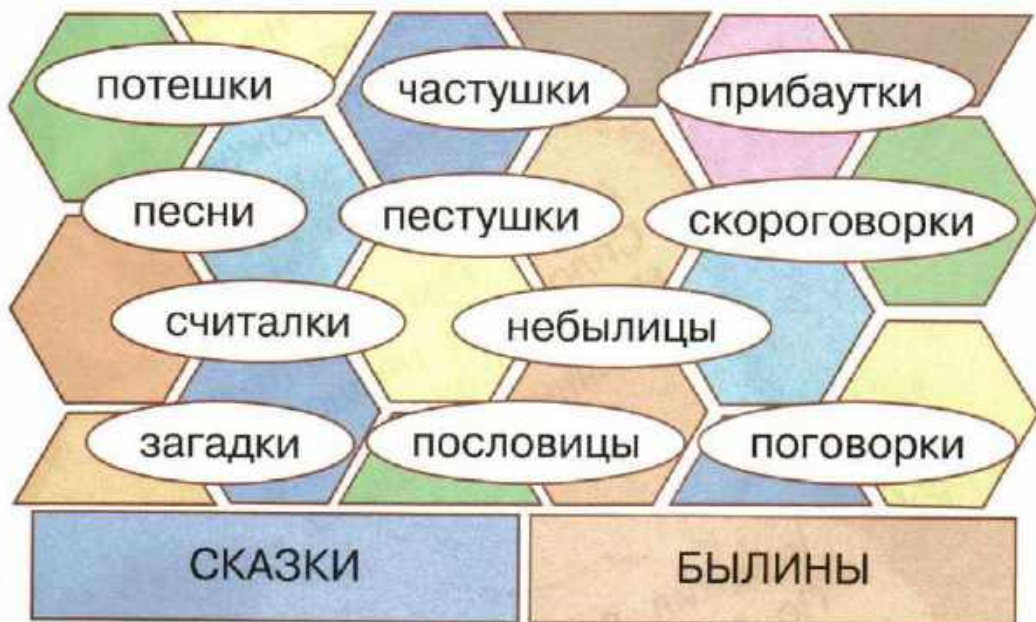 потешки частушки прибаутки
песни пестушки скороговорки
считалки небылицы
загадки пословицы поговорки
СКАЗКИ БЫЛИНЫ